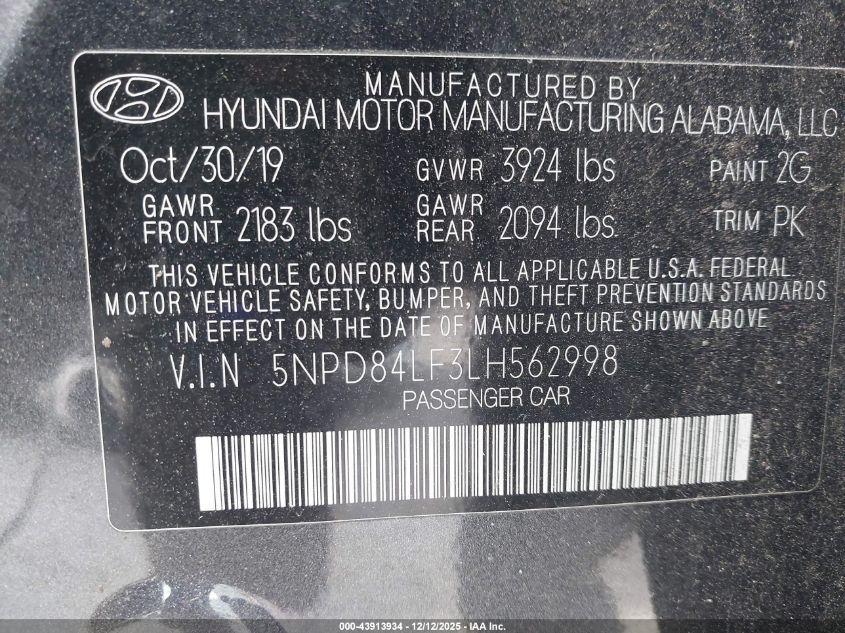 MANUFACTURED BY
HYUNDAI MOTOR MANUFACTURING ALABAMA, LLC
Oct/30/19 GVWR 3924 lbs PAINT 2G
GAWR FRONT 2183 lbs GAWR REAR 2094 lbs. TRIM PK
THIS VEHICLE CONFORMS TO ALL APPLICABLE U.S.A. FEDERAL
MOTOR VEHICLE SAFETY, BUMPER, AND THEFT PREVENTION STANDARDS
IN EFFECT ON THE DATE OF MANUFACTURE SHOWN ABOVE
V.I.N 5NPD84LF3LH562998
PASSENGER CAR
000-43913934 - 12/12/2025 - IAA Inc.